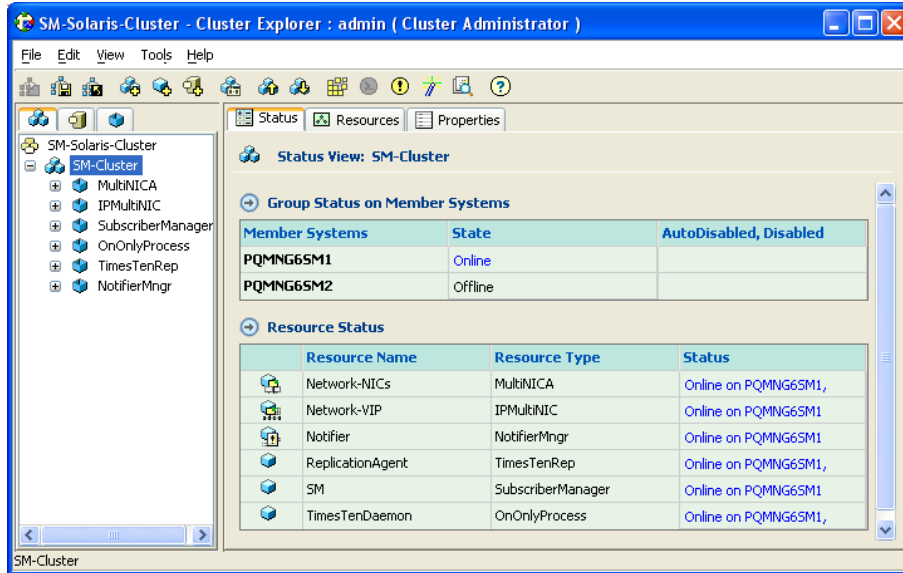 SM-Solaris-Cluster - Cluster Explorer : admin ( Cluster Administrator )
File Edit View Tools Help
Status Resources Properties
SM-Solaris-Cluster
SM-Cluster
MultiNICA
IPMultiNIC
SubscriberManager
OnOnlyProcess
TimesTenRep
NotifierMngr
Status View: SM-Cluster
Group Status on Member Systems
Member Systems State AutoDisabled, Disabled
PQMNG6SM1 Online
PQMNG6SM2 Offline
Resource Status
Resource Name Resource Type Status
Network-NICs MultiNICA Online on PQMNG6SM1,
Network-VIP IPMultiNIC Online on PQMNG6SM1
Notifier NotifierMngr Online on PQMNG6SM1
ReplicationAgent TimesTenRep Online on PQMNG6SM1,
SM SubscriberManager Online on PQMNG6SM1
TimesTenDaemon OnOnlyProcess Online on PQMNG6SM1,
SM-Cluster